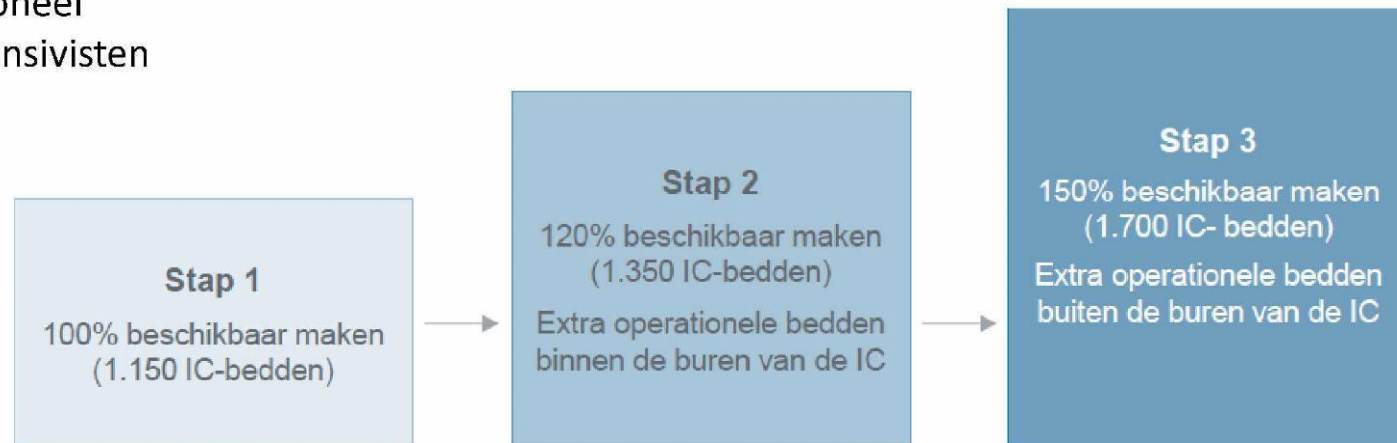 Stap 1
100% beschikbaar maken
(1.150 IC-bedden)
Stap 2
120% beschikbaar maken
(1.350 IC-bedden)
Extra operationele bedden
binnen de buren van de IC
Stap 3
150% beschikbaar maken
(1.700 IC- bedden)
Extra operationele bedden
buiten de buren van de IC